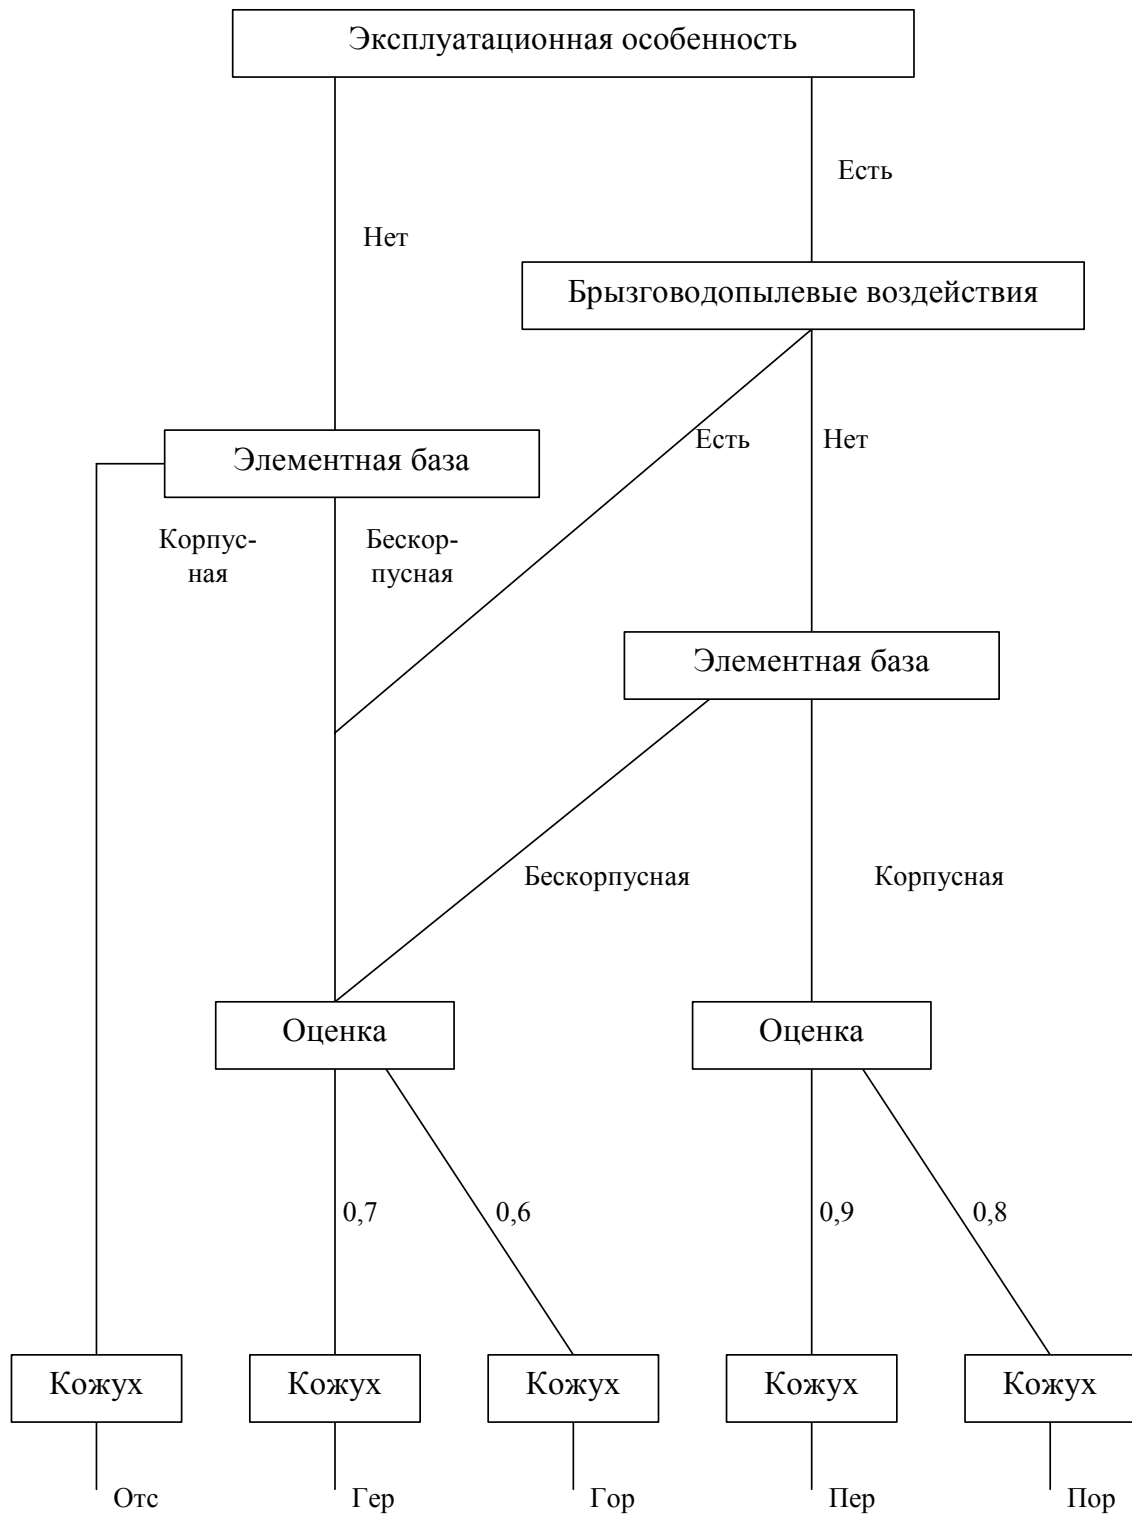 Эксплуатационная особенность
Есть
Нет
Брызговодопылевые воздействия
Есть
Нет
Элементная база
Корпус-
ная
Бескор-
пусная
Элементная база
Бескорпусная
Корпусная
Оценка
Оценка
0,7
0,6
0,9
0,8
Кожух
Кожух
Кожух
Кожух
Кожух
Отс
Гер
Гор
Пер
Пор